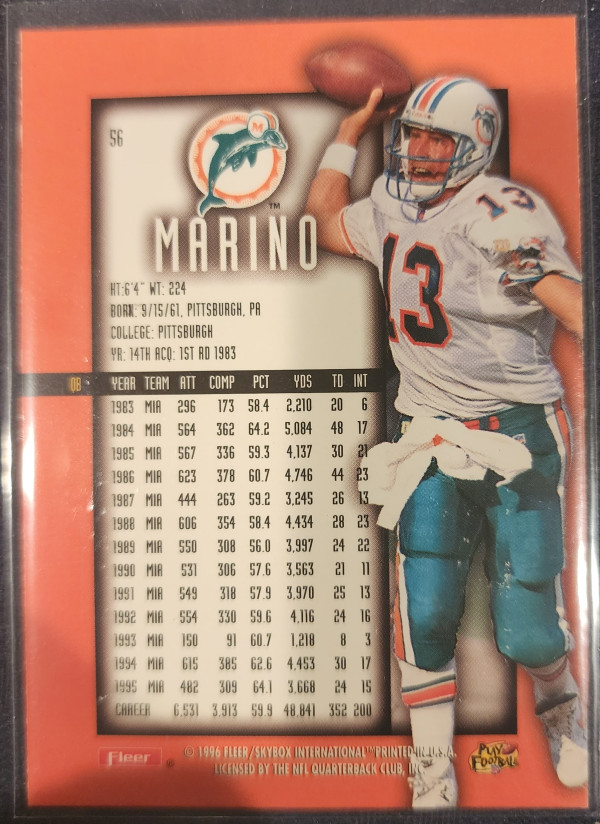 56
M
™
MARINO
13
13
HT:6'4" WT: 224
BORN: 9/15/61, PITTSBURGH, PA
COLLEGE: PITTSBURGH
YR: 14TH ACQ: 1ST RD 1983
QB YEAR TEAM ATT COMP PCT YDS TD INT
1983 MIA 296 173 58.4 2,210 20 6
1984 MIA 564 362 64.2 5,084 48 17
1985 MIA 567 336 59.3 4,137 30 21
1986 MIA 623 378 60.7 4,746 44 23
1987 MIA 444 263 59.2 3,245 26 13
1988 MIA 606 354 58.4 4,434 28 23
1989 MIA 550 308 56.0 3,997 24 22
1990 MIA 531 306 57.6 3,563 21 11
1991 MIA 549 318 57.9 3,970 25 13
1992 MIA 554 330 59.6 4,116 24 16
1993 MIA 150 91 60.7 1,218 8 3
1994 MIA 615 385 62.6 4,453 30 17
1995 MIA 482 309 64.1 3,668 24 15
CAREER 6,531 3,913 59.9 48,841 352 200
Fleer ®
© 1996 FLEER/SKYBOX INTERNATIONAL™PRINTED IN U.S.A.
LICENSED BY THE NFL QUARTERBACK CLUB,
PLAY FOOTBALL